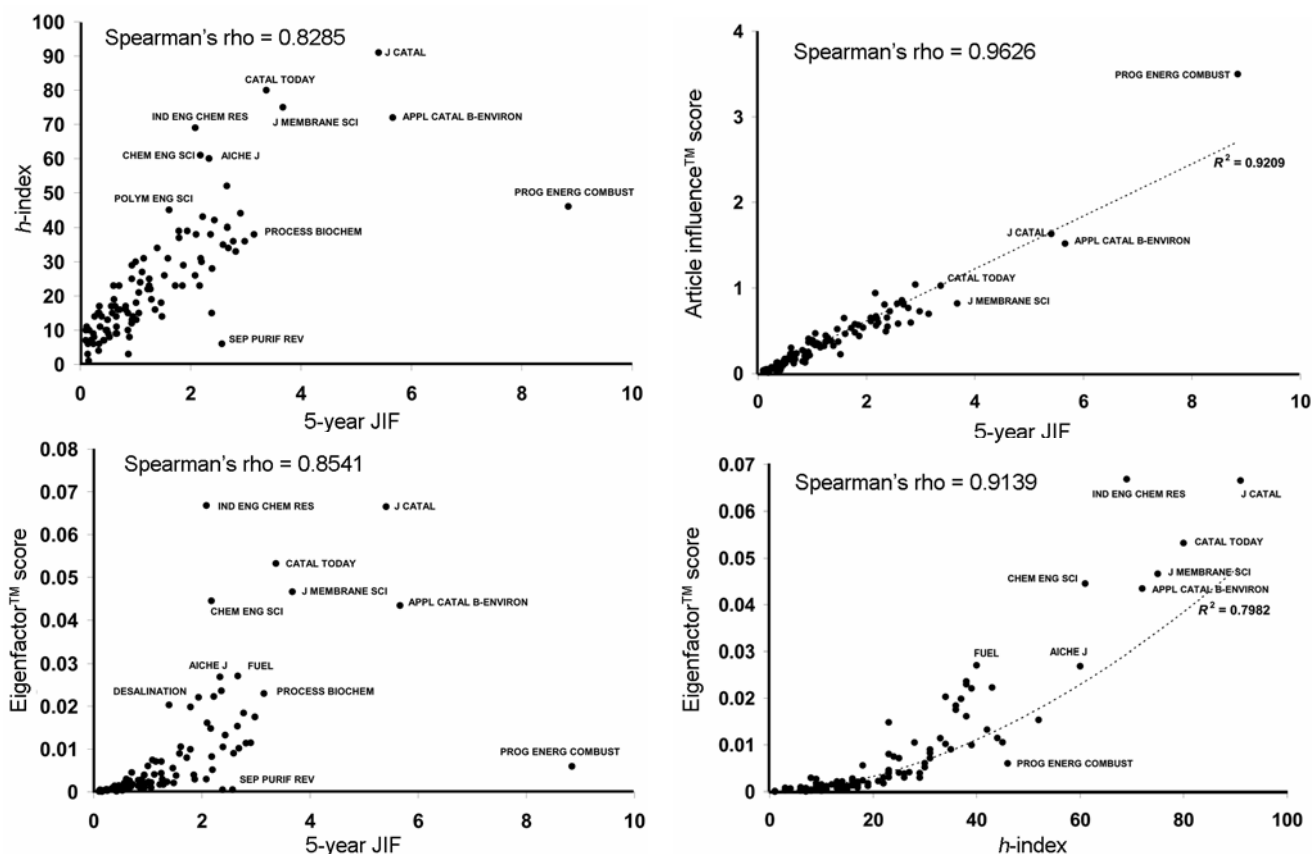 Spearman's rho = 0.8285
100
90
80
70
60
50
40
30
20
10
0
h-index
J CATAL
CATAL TODAY
J MEMBRANE SCI
APPL CATAL B-ENVIRON
IND ENG CHEM RES
CHEM ENG SCI
AICHE J
POLYM ENG SCI
PROG ENERG COMBUST
PROCESS BIOCHEM
SEP PURIF REV
0 2 4 6 8 10
5-year JIF
Spearman's rho = 0.9626
4
3
2
1
0
Article influence™ score
PROG ENERG COMBUST
R² = 0.9209
J CATAL
APPL CATAL B-ENVIRON
CATAL TODAY
J MEMBRANE SCI
0 2 4 6 8 10
5-year JIF
Spearman's rho = 0.8541
0.08
0.07
0.06
0.05
0.04
0.03
0.02
0.01
0
Eigenfactor™ score
IND ENG CHEM RES
J CATAL
CATAL TODAY
J MEMBRANE SCI
CHEM ENG SCI
APPL CATAL B-ENVIRON
AICHE J
FUEL
DESALINATION
PROCESS BIOCHEM
PROG ENERG COMBUST
SEP PURIF REV
0 2 4 6 8 10
5-year JIF
Spearman's rho = 0.9139
0.07
0.06
0.05
0.04
0.03
0.02
0.01
0
Eigenfactor™ score
IND ENG CHEM RES
J CATAL
CATAL TODAY
J MEMBRANE SCI
CHEM ENG SCI
APPL CATAL B-ENVIRON
R² = 0.7982
FUEL
AICHE J
PROG ENERG COMBUST
0 20 40 60 80 100
h-index